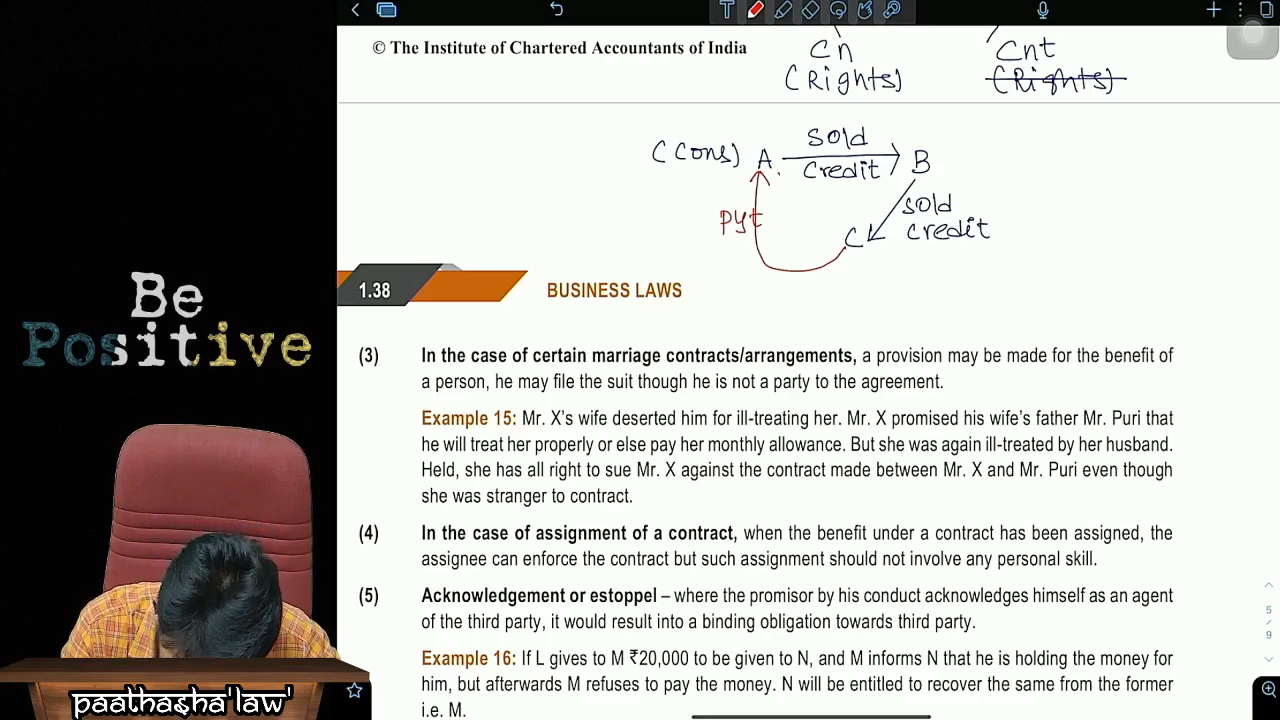 © The Institute of Chartered Accountants of India
Cn
(Rights)
Cnt
(Rights)
(Cons) A
Sold
Credit
B
Sold
Credit
C
Pyt
1.38
BUSINESS LAWS
Be
Positive
(3) In the case of certain marriage contracts/arrangements, a provision may be made for the benefit of
a person, he may file the suit though he is not a party to the agreement.
Example 15: Mr. X's wife deserted him for ill-treating her. Mr. X promised his wife's father Mr. Puri that
he will treat her properly or else pay her monthly allowance. But she was again ill-treated by her husband.
Held, she has all right to sue Mr. X against the contract made between Mr. X and Mr. Puri even though
she was stranger to contract.
(4) In the case of assignment of a contract, when the benefit under a contract has been assigned, the
assignee can enforce the contract but such assignment should not involve any personal skill.
(5) Acknowledgement or estoppel – where the promisor by his conduct acknowledges himself as an agent
of the third party, it would result into a binding obligation towards third party.
Example 16: If L gives to M ₹20,000 to be given to N, and M informs N that he is holding the money for
him, but afterwards M refuses to pay the money. N will be entitled to recover the same from the former
i.e. M.
5
/
9
paathasha'law'